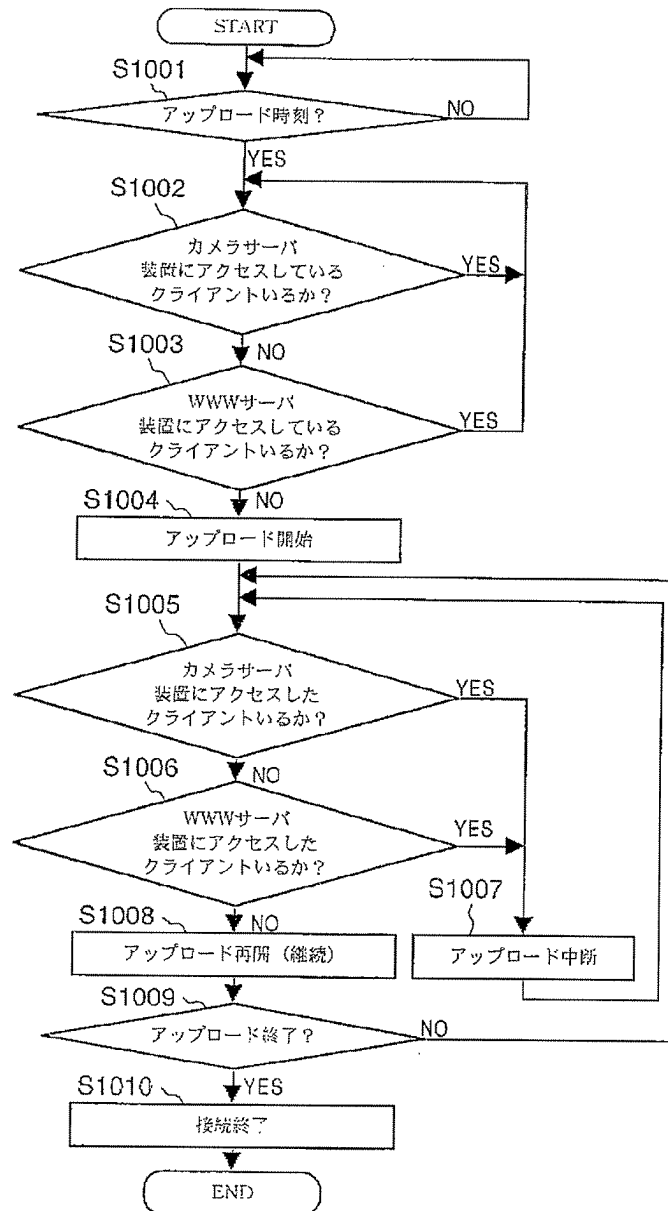 START
S1001
アップロード時刻？
NO
YES
S1002
カメラサーバ
装置にアクセスしている
クライアントいるか？
YES
NO
S1003
WWWサーバ
装置にアクセスしている
クライアントいるか？
YES
NO
S1004
アップロード開始
S1005
カメラサーバ
装置にアクセスした
クライアントいるか？
YES
NO
S1006
WWWサーバ
装置にアクセスした
クライアントいるか？
YES
S1007
アップロード中断
NO
S1008
アップロード再開（継続）
S1009
アップロード終了？
NO
YES
S1010
接続終了
END